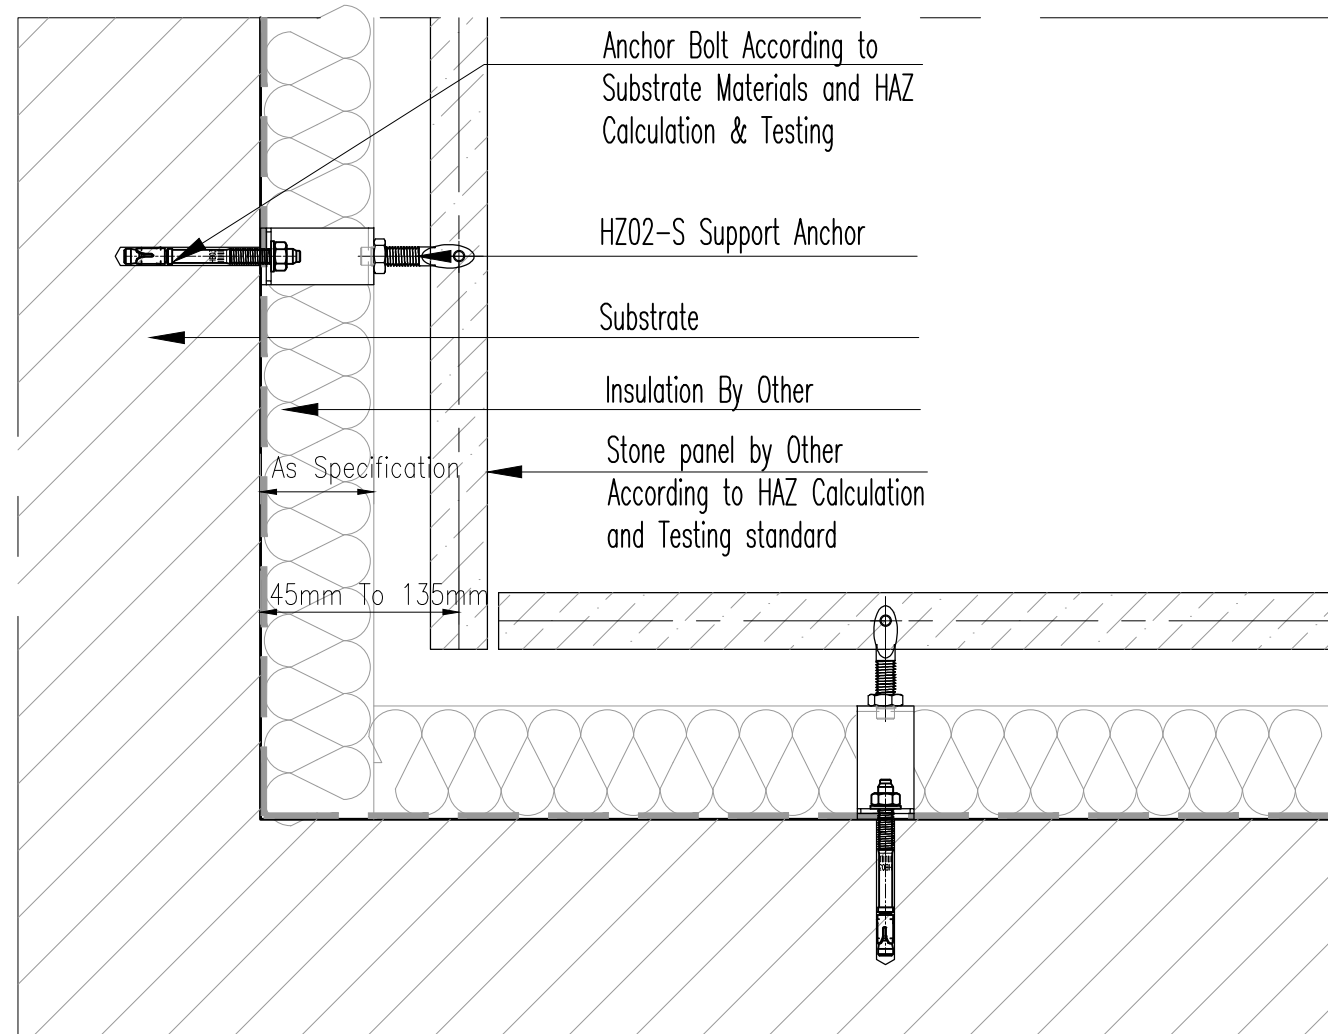 Anchor Bolt According to
Substrate Materials and HAZ
Calculation & Testing
HZ02-S Support Anchor
Substrate
Insulation By Other
Stone panel by Other
According to HAZ Calculation
and Testing standard
As Specification
45mm To 135mm